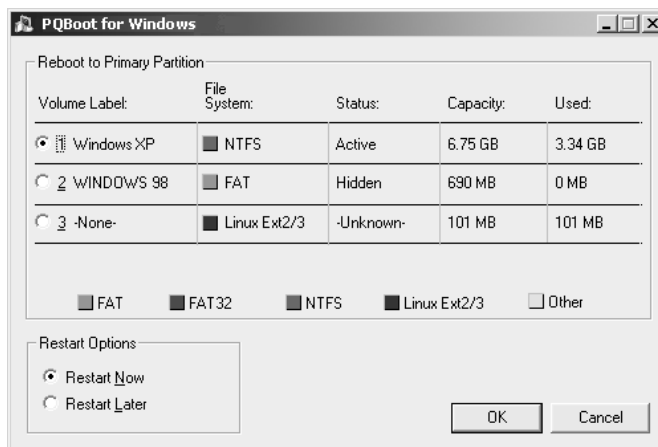 PQBoot for Windows
Reboot to Primary Partition
Volume Label: File System: Status: Capacity: Used:
1 Windows XP NTFS Active 6.75 GB 3.34 GB
2 WINDOWS 98 FAT Hidden 690 MB 0 MB
3 -None- Linux Ext2/3 -Unknown- 101 MB 101 MB
FAT FAT32 NTFS Linux Ext2/3 Other
Restart Options
Restart Now
Restart Later
OK Cancel